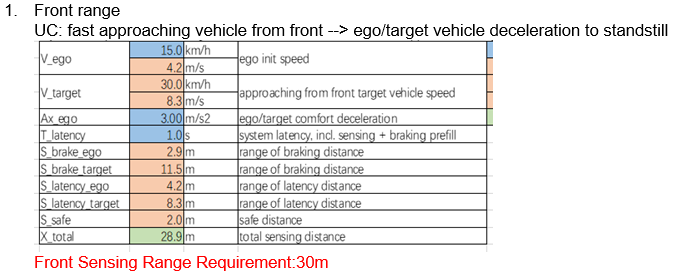 1. Front range
UC: fast approaching vehicle from front --> ego/target vehicle deceleration to standstill
V_ego 15.0 km/h ego init speed
4.2 m/s
V_target 30.0 km/h approaching from front target vehicle speed
8.3 m/s
Ax_ego 3.00 m/s2 ego/target comfort deceleration
T_latency 1.0 s system latency, incl. sensing + braking prefill
S_brake_ego 2.9 m range of braking distance
S_brake_target 11.5 m range of braking distance
S_latency_ego 4.2 m range of latency distance
S_latency_target 8.3 m range of latency distance
S_safe 2.0 m safe distance
X_total 28.9 m total sensing distance
Front Sensing Range Requirement:30m